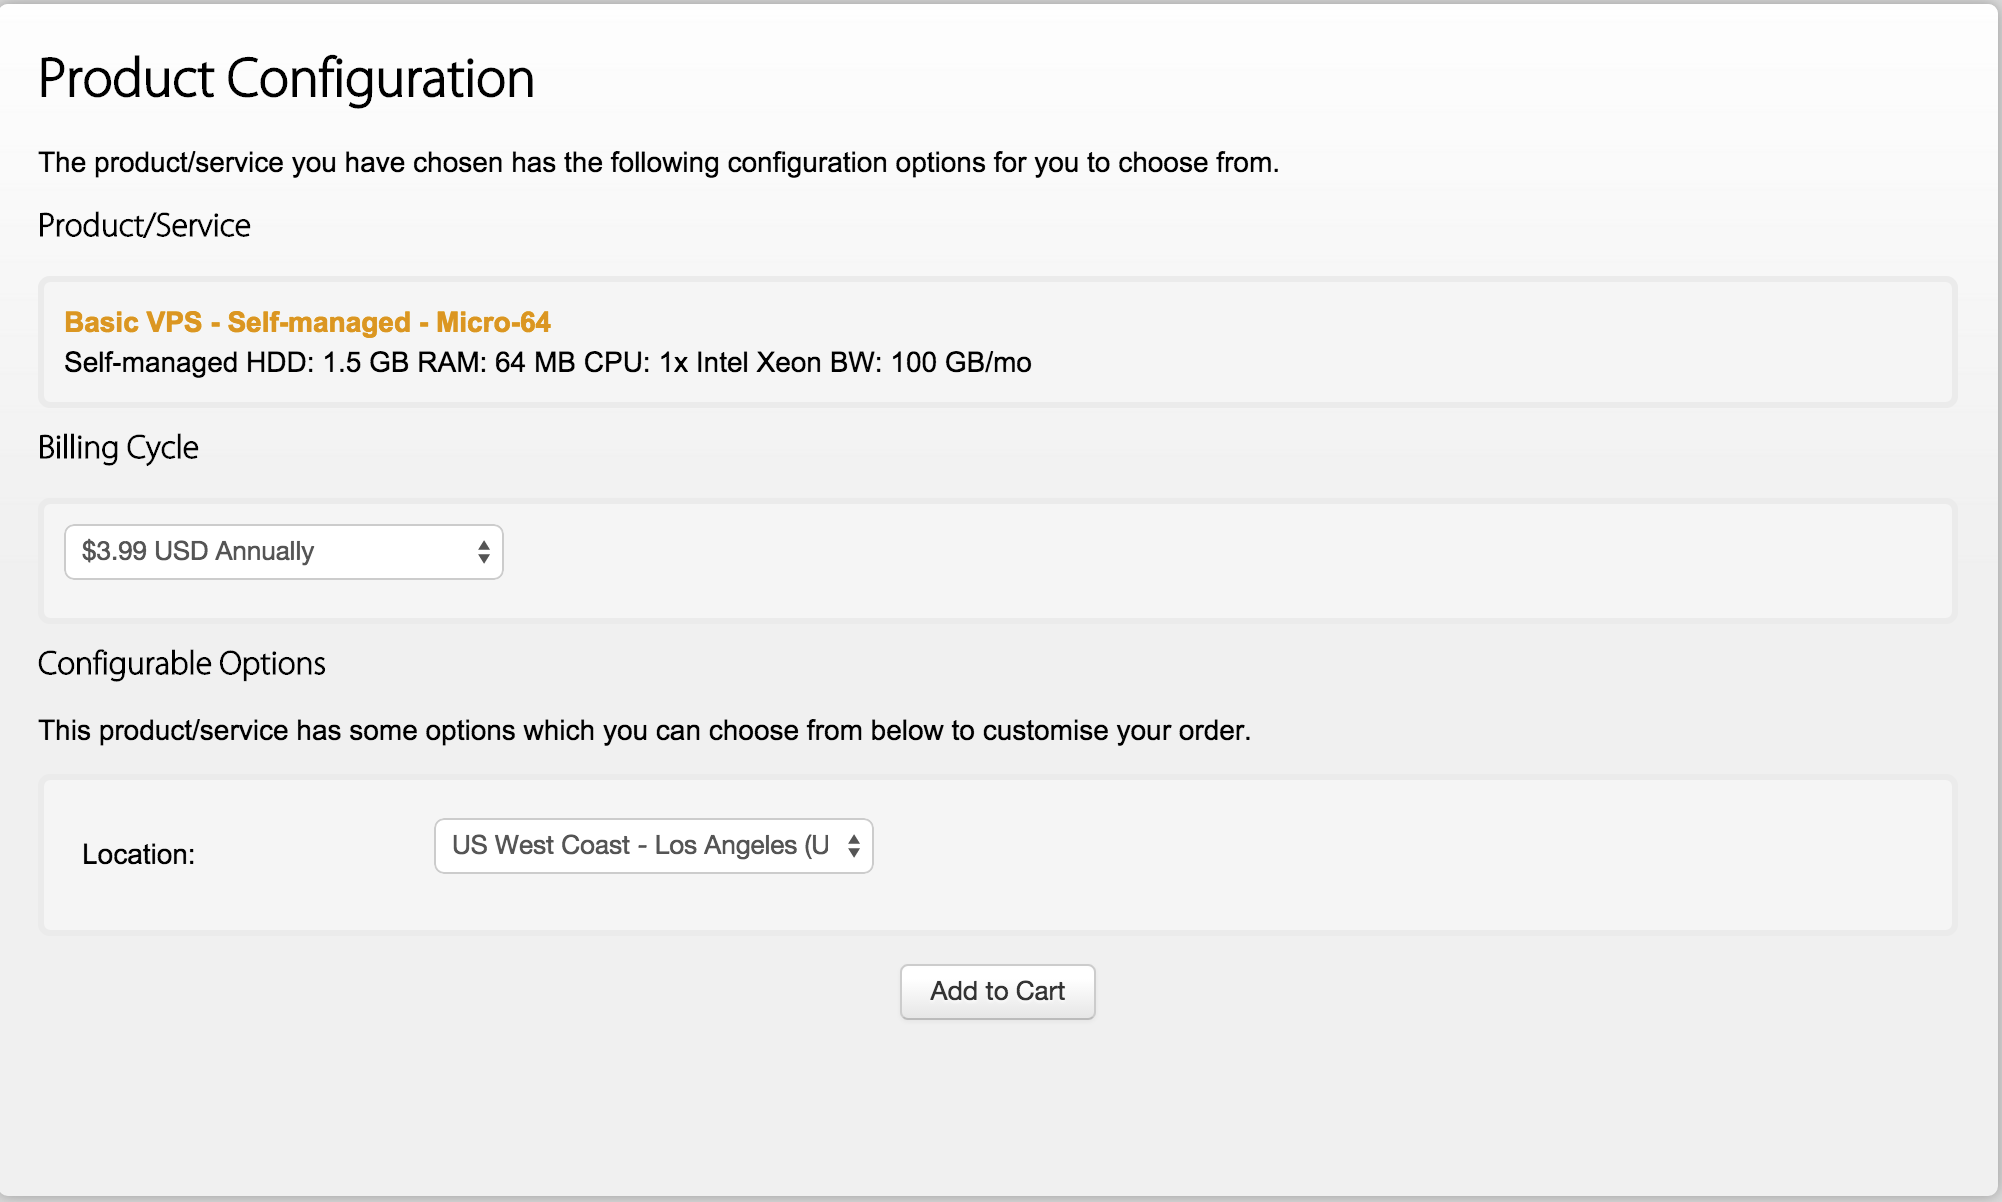 Product Configuration
The product/service you have chosen has the following configuration options for you to choose from.
Product/Service
Basic VPS - Self-managed - Micro-64
Self-managed HDD: 1.5 GB RAM: 64 MB CPU: 1x Intel Xeon BW: 100 GB/mo
Billing Cycle
$3.99 USD Annually
Configurable Options
This product/service has some options which you can choose from below to customise your order.
Location:
US West Coast - Los Angeles (U
Add to Cart